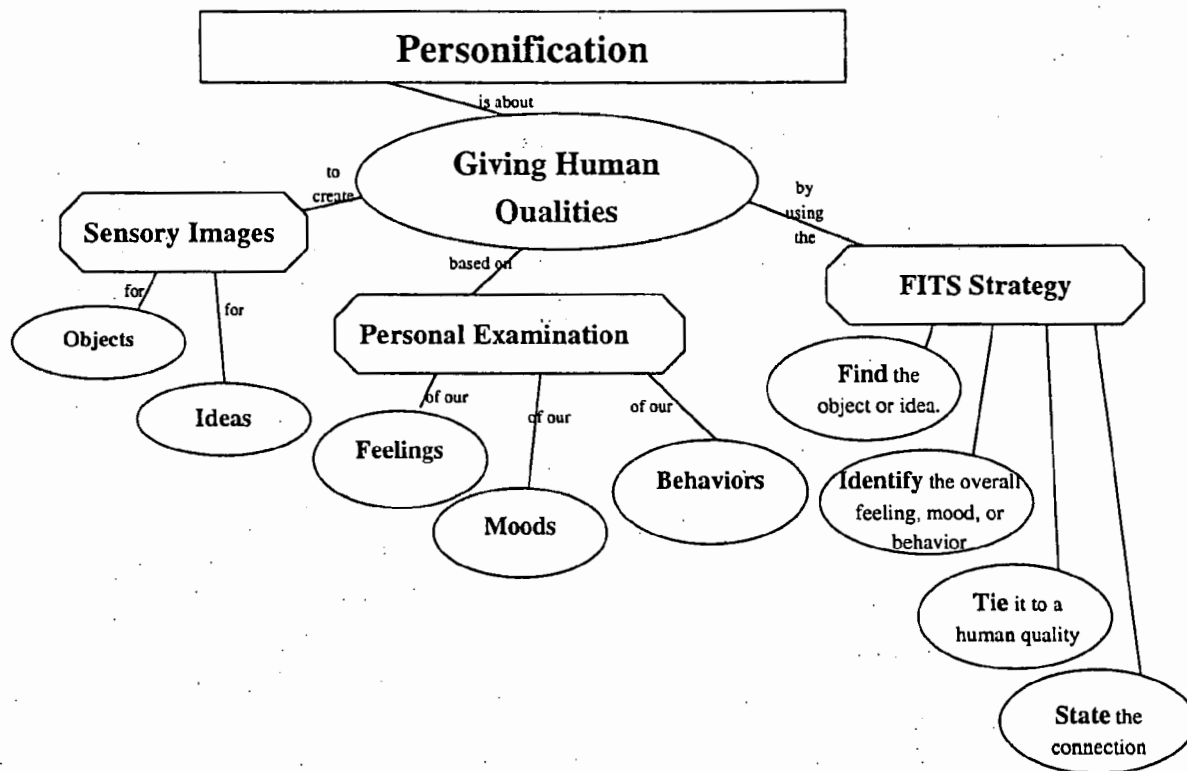 Personification
is about
Giving Human
Qualities
to
create
Sensory Images
for
Objects
for
Ideas
based on
Personal Examination
of our
Feelings
of our
Moods
of our
Behaviors
by
using
the
FITS Strategy
Find the
object or idea.
Identify the overall
feeling, mood, or
behavior
Tie it to a
human quality
State the
connection